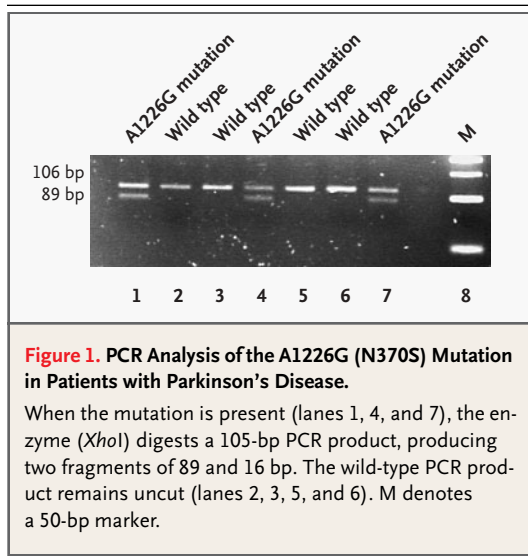 A1226G mutation
Wild type
Wild type
A1226G mutation
Wild type
Wild type
A1226G mutation
M
106 bp
89 bp
1 2 3 4 5 6 7 8
Figure 1. PCR Analysis of the A1226G (N370S) Mutation
in Patients with Parkinson's Disease.
When the mutation is present (lanes 1, 4, and 7), the en-
zyme (XhoI) digests a 105-bp PCR product, producing
two fragments of 89 and 16 bp. The wild-type PCR prod-
uct remains uncut (lanes 2, 3, 5, and 6). M denotes
a 50-bp marker.